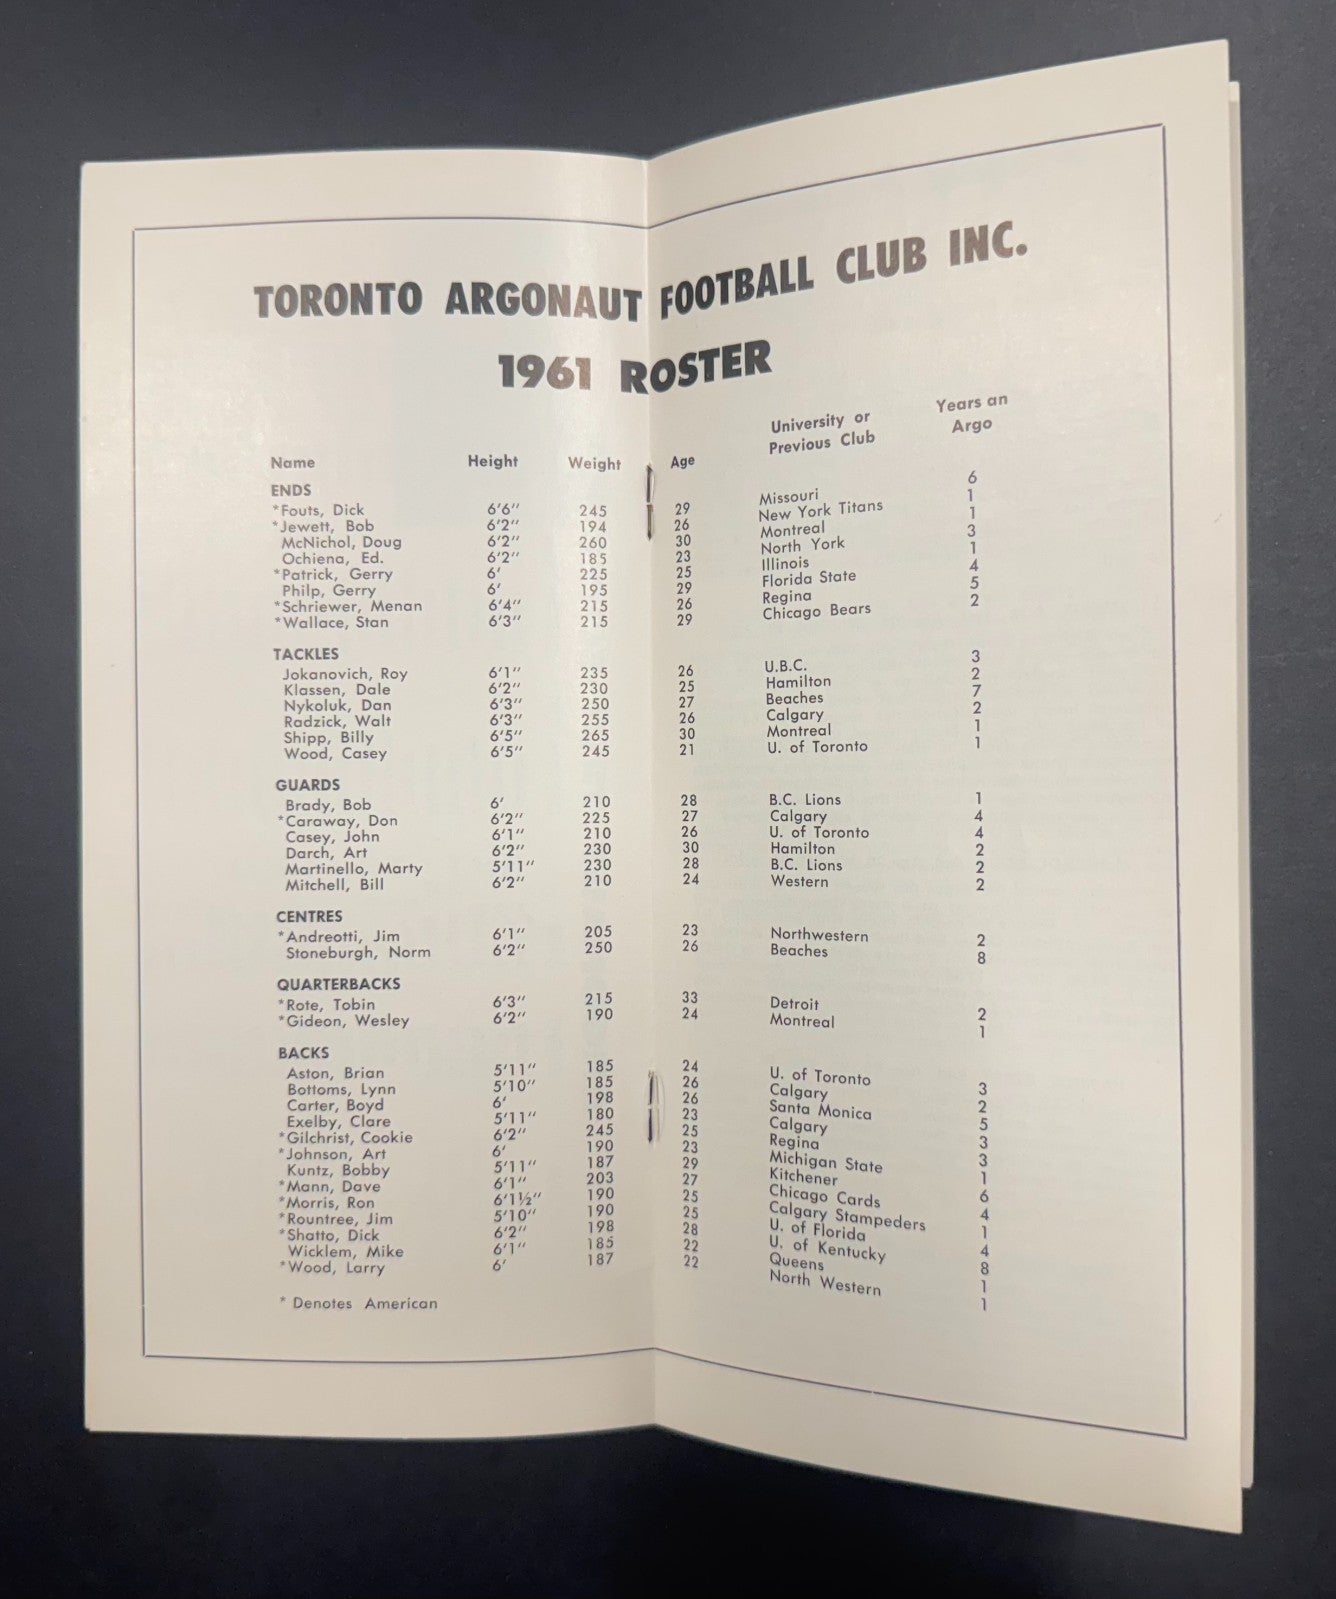 TORONTO ARGONAUT FOOTBALL CLUB INC.
1961 ROSTER
Name Height Weight Age University or Previous Club Years an Argo
ENDS
*Fouts, Dick 6'6" 245 29 Missouri 6
*Jewett, Bob 6'2" 194 26 New York Titans 1
McNichol, Doug 6'2" 260 30 Montreal 1
Ochiena, Ed. 6'2" 185 23 North York 3
*Patrick, Gerry 6' 225 25 Illinois 1
Philp, Gerry 6' 195 29 Florida State 4
*Schriewer, Menan 6'4" 215 26 Regina 5
*Wallace, Stan 6'3" 215 29 Chicago Bears 2
TACKLES
Jokanovich, Roy 6'1" 235 26 U.B.C. 3
Klassen, Dale 6'2" 230 25 Hamilton 2
Nykoluk, Dan 6'3" 250 27 Beaches 7
Radzick, Walt 6'3" 255 26 Calgary 2
Shipp, Billy 6'5" 265 30 Montreal 1
Wood, Casey 6'5" 245 21 U. of Toronto 1
GUARDS
Brady, Bob 6' 210 28 B.C. Lions 1
*Caraway, Don 6'2" 225 27 Calgary 4
Casey, John 6'1" 210 26 U. of Toronto 4
Darch, Art 6'2" 230 30 Hamilton 2
Martinello, Marty 5'11" 230 28 B.C. Lions 2
Mitchell, Bill 6'2" 210 24 Western 2
CENTRES
*Andreotti, Jim 6'1" 205 23 Northwestern 2
Stoneburgh, Norm 6'2" 250 26 Beaches 8
QUARTERBACKS
*Rote, Tobin 6'3" 215 33 Detroit 2
*Gideon, Wesley 6'2" 190 24 Montreal 1
BACKS
Aston, Brian 5'11" 185 24 U. of Toronto 3
Bottoms, Lynn 5'10" 185 26 Calgary 2
Carter, Boyd 6' 198 26 Santa Monica 5
Exelby, Clare 5'11" 180 23 Calgary 3
*Gilchrist, Cookie 6'2" 245 25 Regina 3
*Johnson, Art 6' 190 23 Michigan State 1
Kuntz, Bobby 5'11" 187 29 Kitchener 6
*Mann, Dave 6'1" 203 27 Chicago Cards 4
*Morris, Ron 6'1½" 190 25 Calgary Stampeders 1
*Rountree, Jim 5'10" 190 25 U. of Florida 4
*Shatto, Dick 6'2" 198 28 U. of Kentucky 8
Wicklem, Mike 6'1" 185 22 Queens 1
*Wood, Larry 6' 187 22 North Western 1
* Denotes American